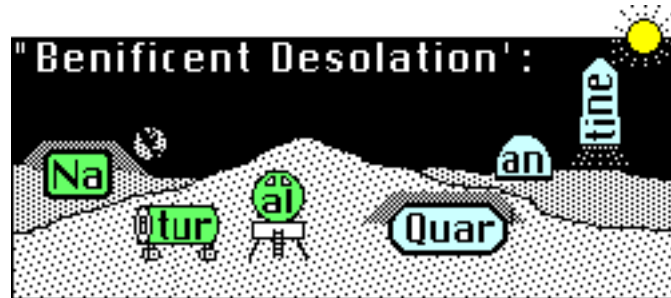 "Benificent Desolation':
Na tur al
Quar an tine